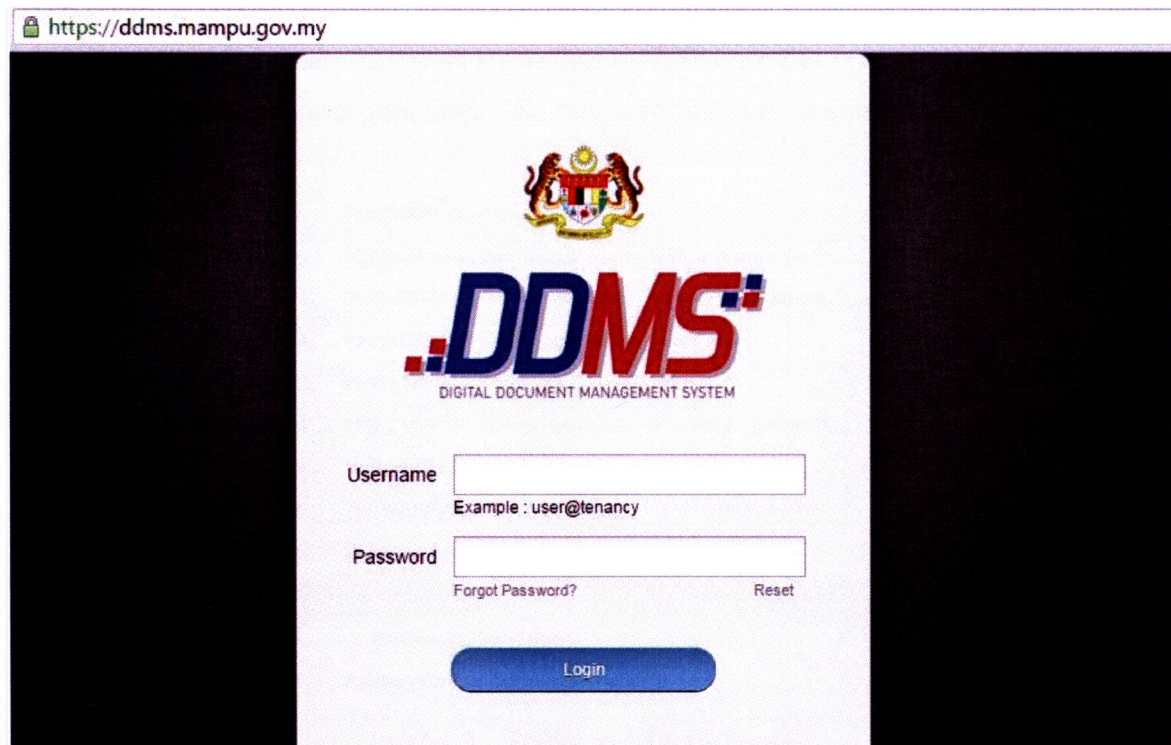 https://ddms.mampu.gov.my
DDMS
DIGITAL DOCUMENT MANAGEMENT SYSTEM
Username
Example : user@tenancy
Password
Forgot Password? Reset
Login